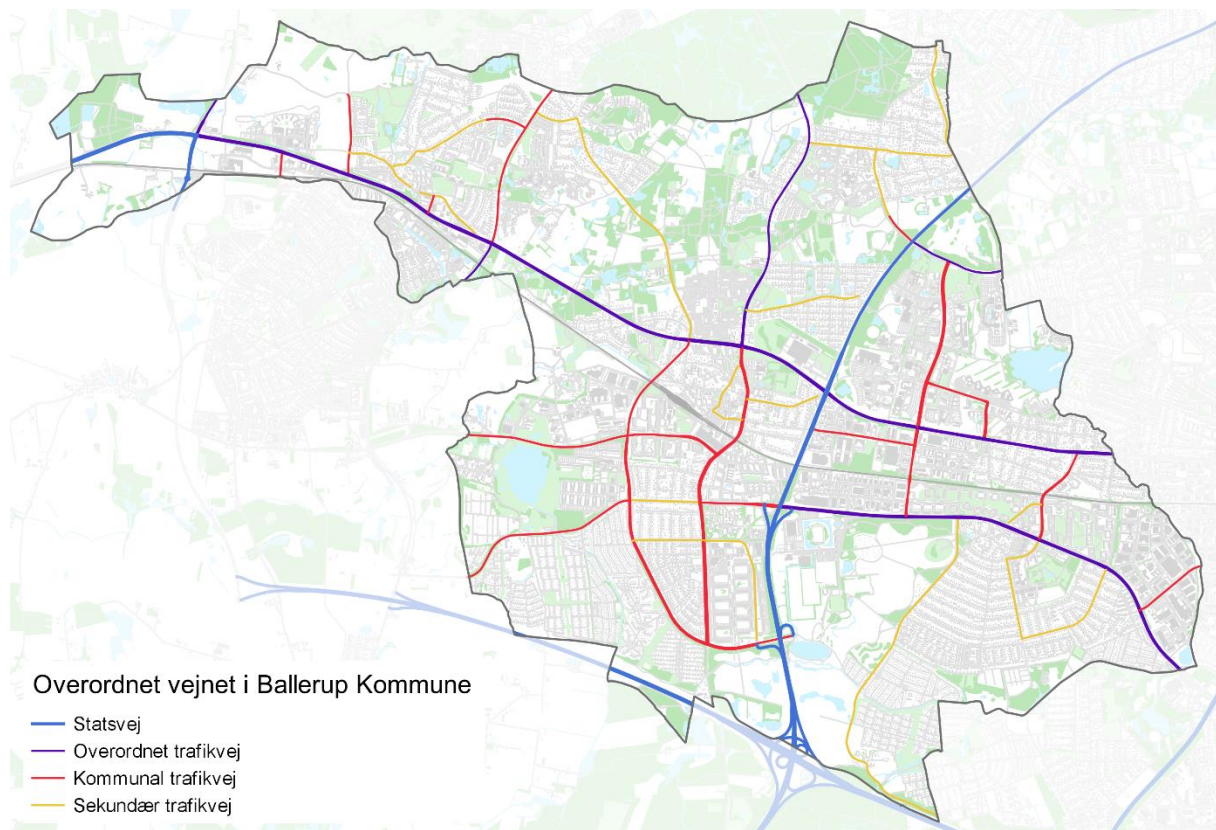 Overordnet vejnet i Ballerup Kommune
Statsvej
Overordnet trafikvej
Kommunal trafikvej
Sekundær trafikvej